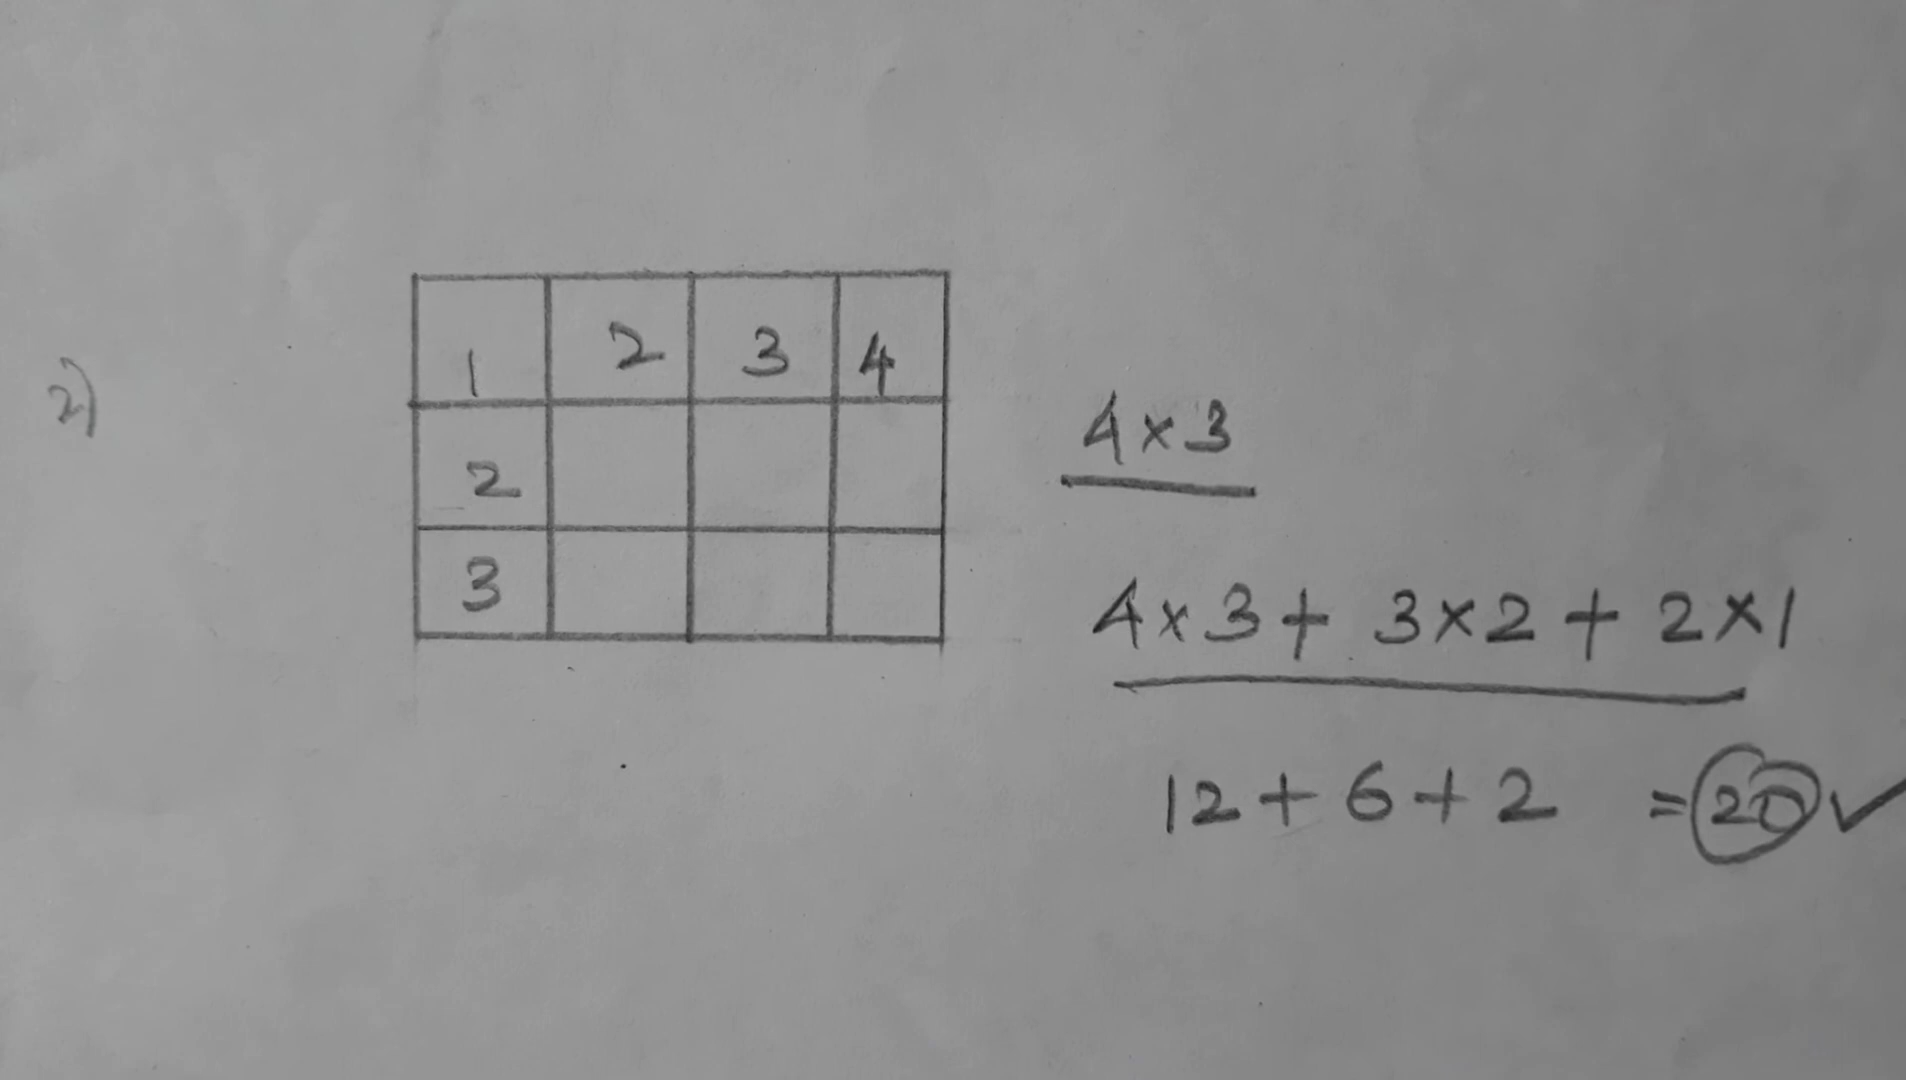 2)
1 2 3 4
2
3
4 × 3
4 × 3 + 3 × 2 + 2 × 1
12 + 6 + 2 = 20 ✓